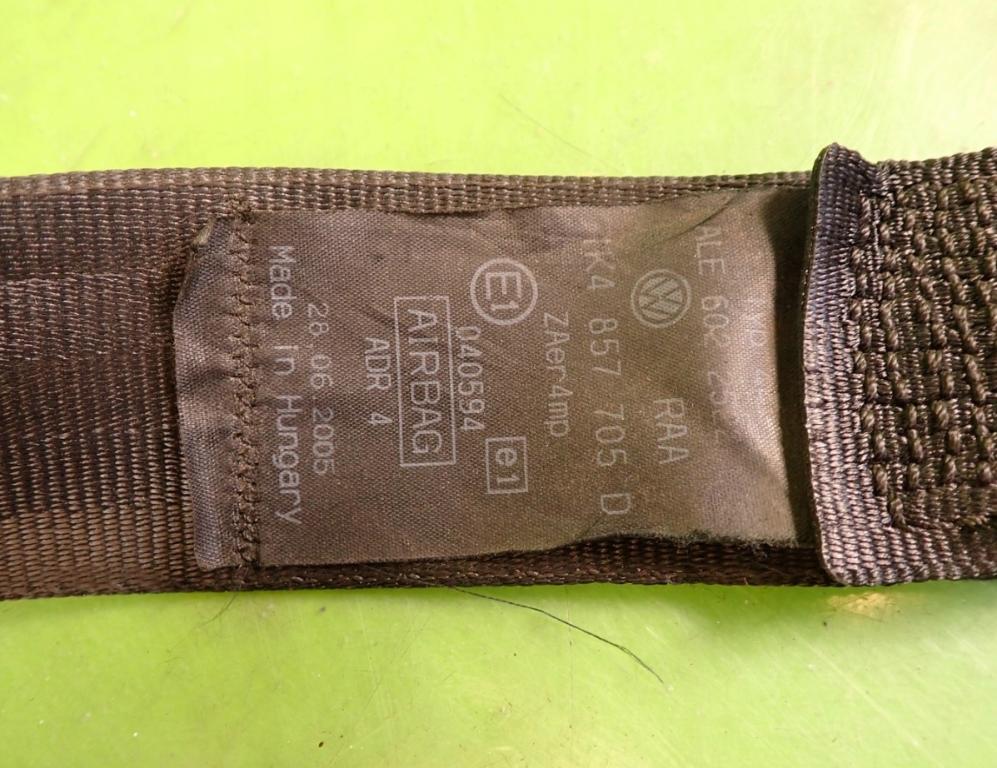 ALE 602
RAA
1K4 857 705 D
ZAer4mp
E1 e1
040594
AIRBAG
ADR 4
28.06.2005
Made in Hungary